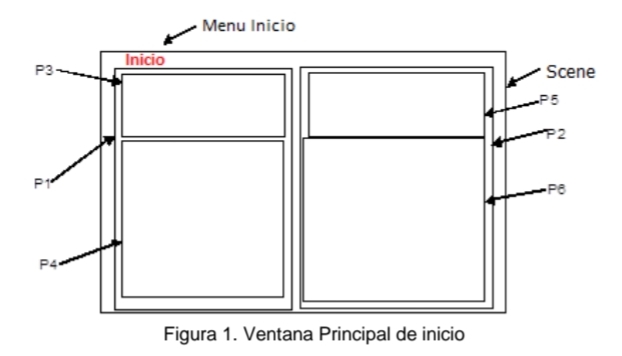 Menu Inicio
Inicio
P3
Scene
P5
P2
P1
P6
P4
Figura 1. Ventana Principal de inicio